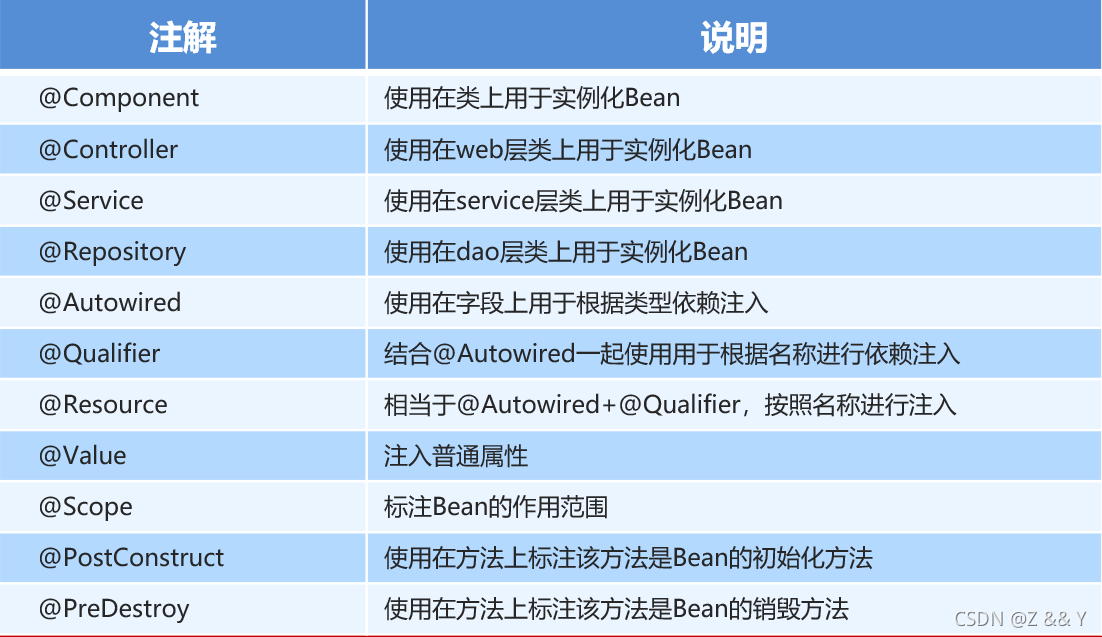 注解 说明
@Component 使用在类上用于实例化Bean
@Controller 使用在web层类上用于实例化Bean
@Service 使用在service层类上用于实例化Bean
@Repository 使用在dao层类上用于实例化Bean
@Autowired 使用在字段上用于根据类型依赖注入
@Qualifier 结合@Autowired一起使用用于根据名称进行依赖注入
@Resource 相当于@Autowired+@Qualifier，按照名称进行注入
@Value 注入普通属性
@Scope 标注Bean的作用范围
@PostConstruct 使用在方法上标注该方法是Bean的初始化方法
@PreDestroy 使用在方法上标注该方法是Bean的销毁方法
CSDN @Z && Y